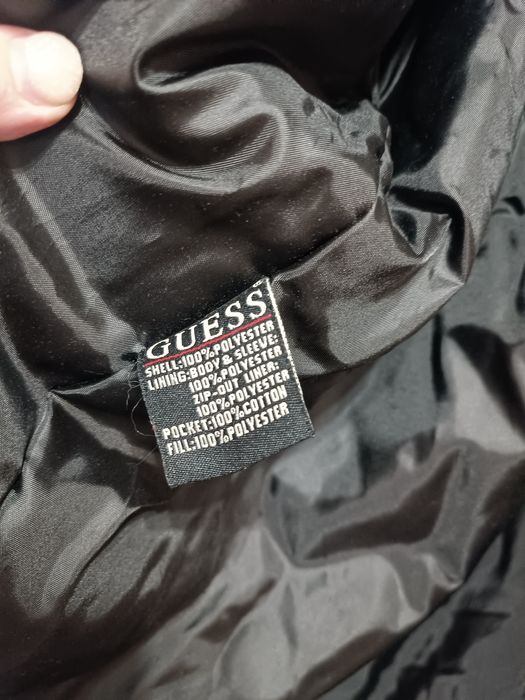 GUESS
SHELL:100%POLYESTER
LINING:BODY & SLEEVE:
100%POLYESTER
ZIP-OUT LINER:
100%POLYESTER
POCKET:100%COTTON
FILL:100%POLYESTER